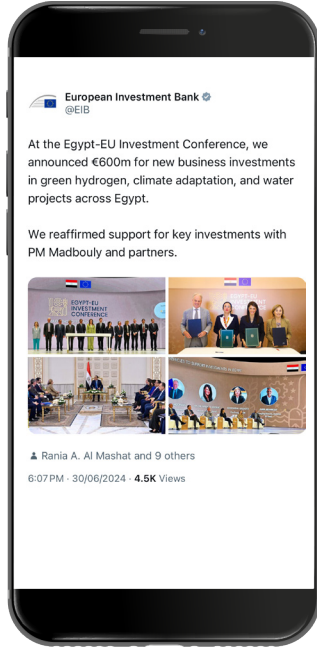 European Investment Bank
@EIB
At the Egypt-EU Investment Conference, we
announced €600m for new business investments
in green hydrogen, climate adaptation, and water
projects across Egypt.
We reaffirmed support for key investments with
PM Madbouly and partners.
EGYPT-EU
INVESTMENT
CONFERENCE
Rania A. Al Mashat and 9 others
6:07 PM · 30/06/2024 · 4.5K Views